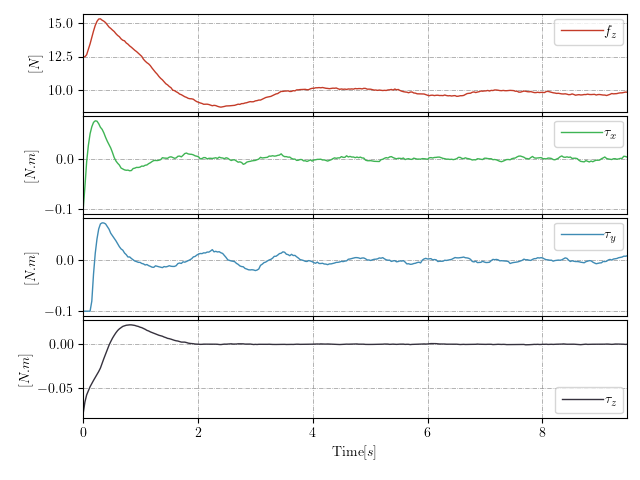 15.0
12.5
10.0
[N]
f_z
0.0
−0.1
[N.m]
τ_x
0.0
−0.1
[N.m]
τ_y
0.00
−0.05
[N.m]
τ_z
0 2 4 6 8
Time[s]